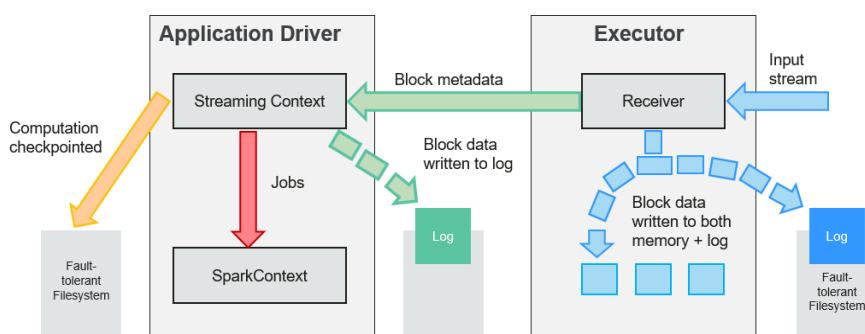 Application Driver
Executor
Streaming Context
Block metadata
Receiver
Input
stream
Computation
checkpointed
Jobs
Block data
written to log
Block data
written to both
memory + log
Log
Log
SparkContext
Fault-
tolerant
Filesystem
Fault-
tolerant
Filesystem